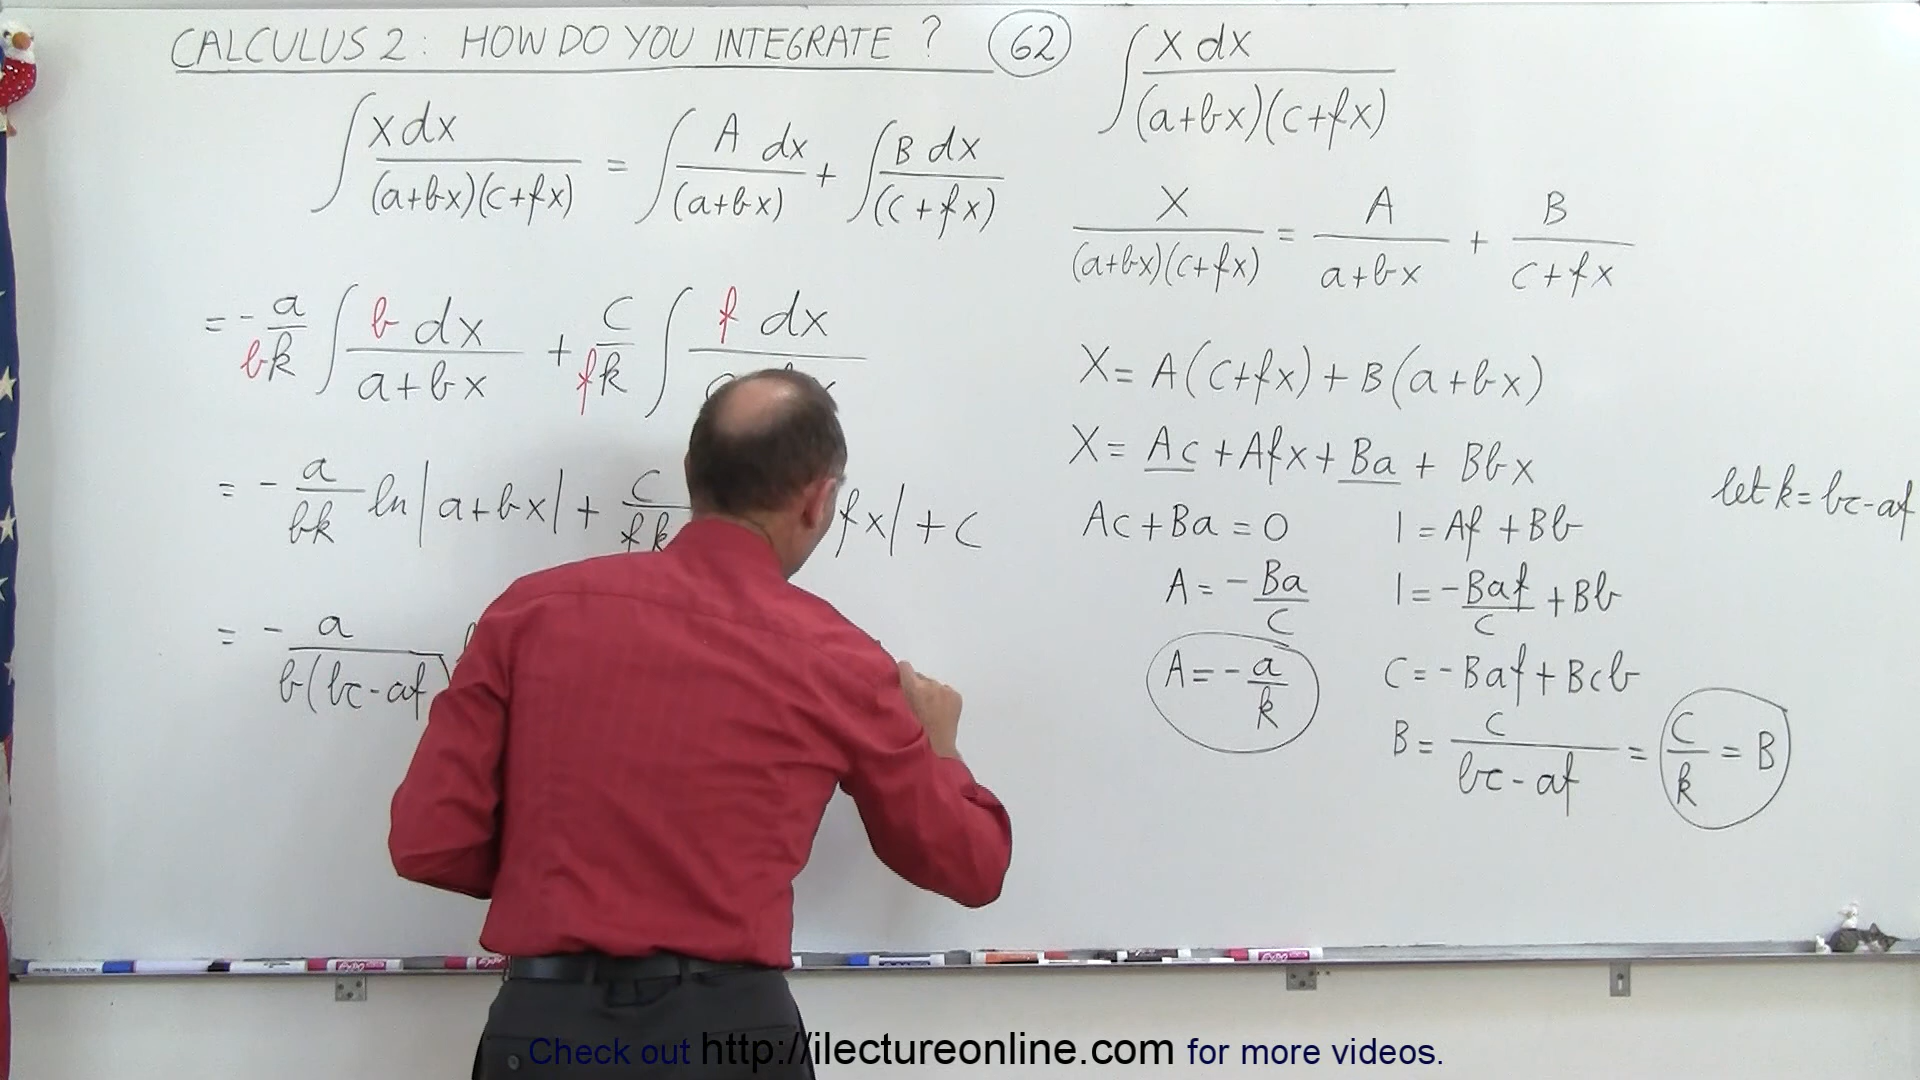 CALCULUS 2: HOW DO YOU INTEGRATE ? 62
∫ x dx / (a+bx)(c+fx) = ∫ A dx / (a+bx) + ∫ B dx / (c+fx)
= - a / bk ∫ b dx / a+bx + c / fk ∫ f dx
= - a / bk ln|a+bx| + c / fk fx| + C
= - a / b(bc-af)
∫ x dx / (a+bx)(c+fx)
x / (a+bx)(c+fx) = A / a+bx + B / c+fx
x = A(c+fx) + B(a+bx)
x = Ac + Afx + Ba + Bbx
let k = bc-af
Ac + Ba = 0 1 = Af + Bb
A = - Ba / c 1 = - Baf / c + Bb
A = - a / k c = - Baf + Bcb
B = c / bc-af = c / k = B
Check out http://ilectureonline.com for more videos.